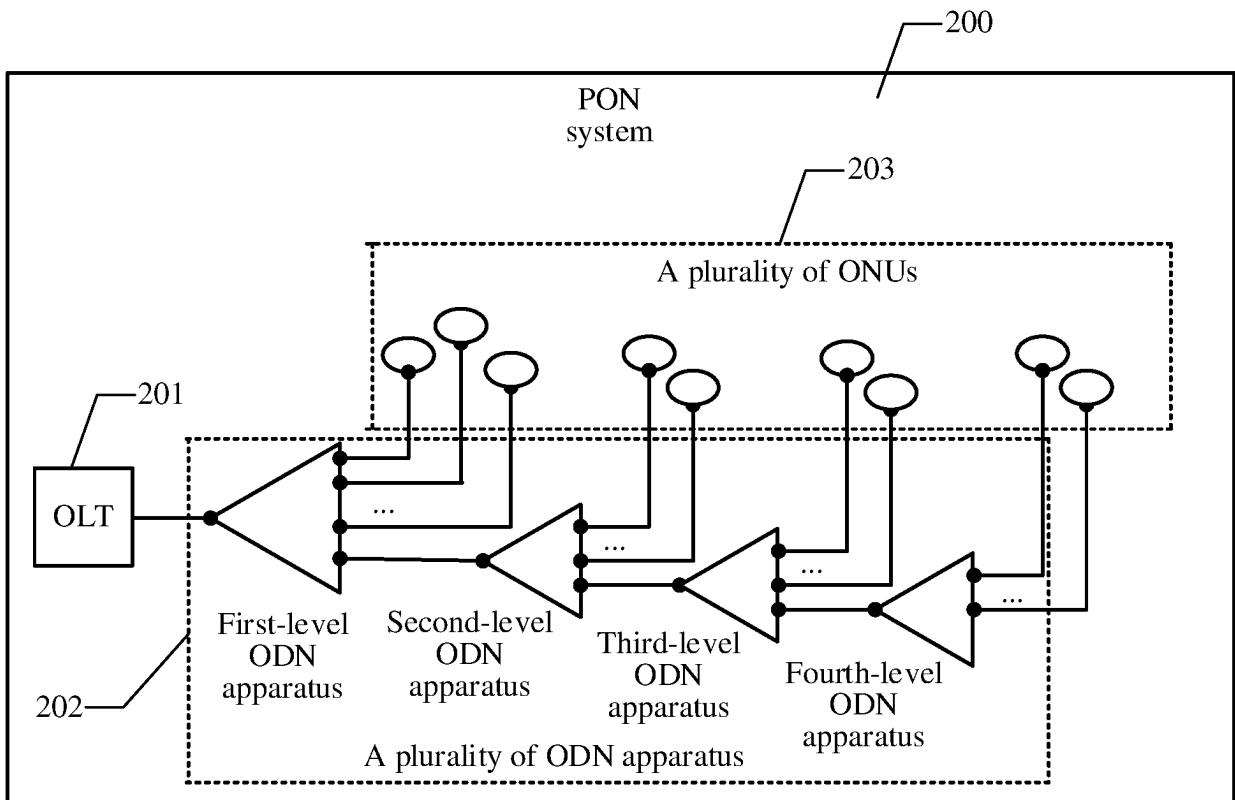 200
PON
system
203
A plurality of ONUs
201
OLT
...
...
...
...
First-level
ODN
apparatus
Second-level
ODN
apparatus
Third-level
ODN
apparatus
Fourth-level
ODN
apparatus
202
A plurality of ODN apparatus